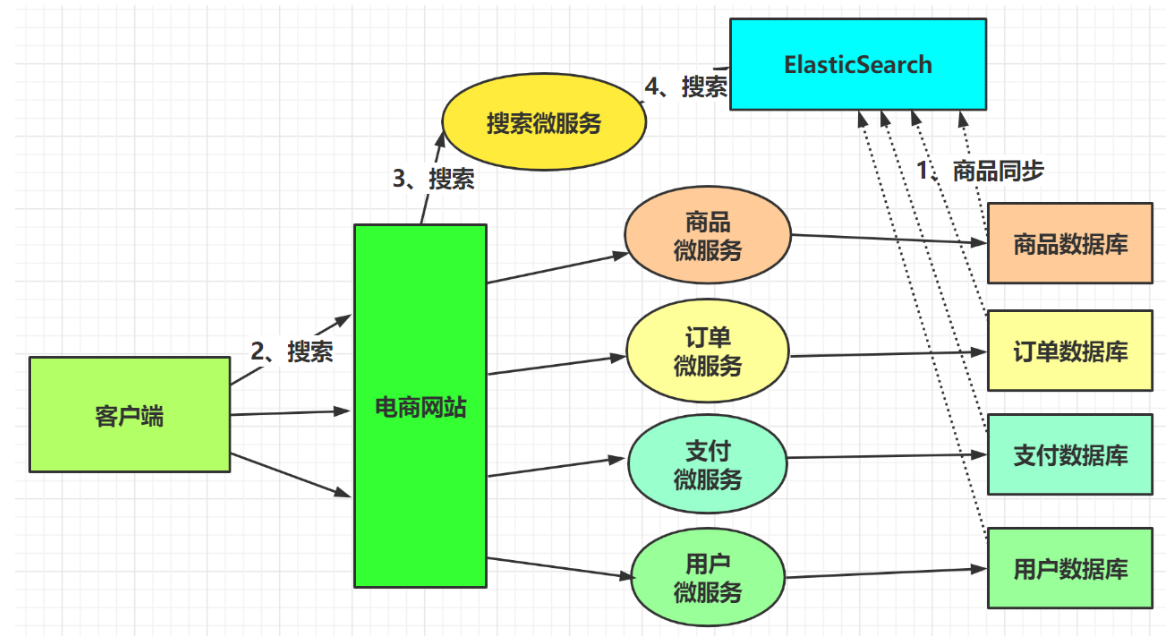 ElasticSearch
4、搜索
搜索微服务
3、搜索
1、商品同步
商品
微服务
商品数据库
订单
微服务
订单数据库
2、搜索
电商网站
客户端
支付
微服务
支付数据库
用户
微服务
用户数据库